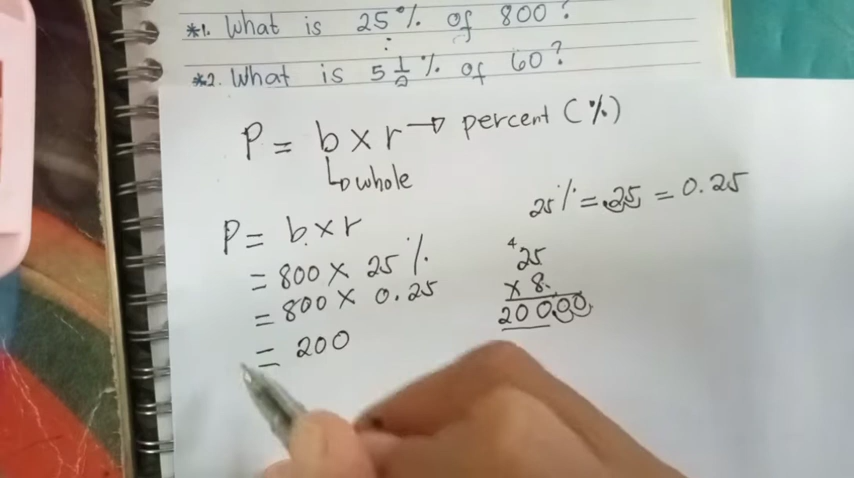 *1. What is 25% of 800?
*2. What is 5 1/2 % of 60?
P = b x r → percent (%)
↳ whole
P = b x r
= 800 x 25 %
= 800 x 0.25
= 200
25% = .25 = 0.25
4
25
x 8
20000